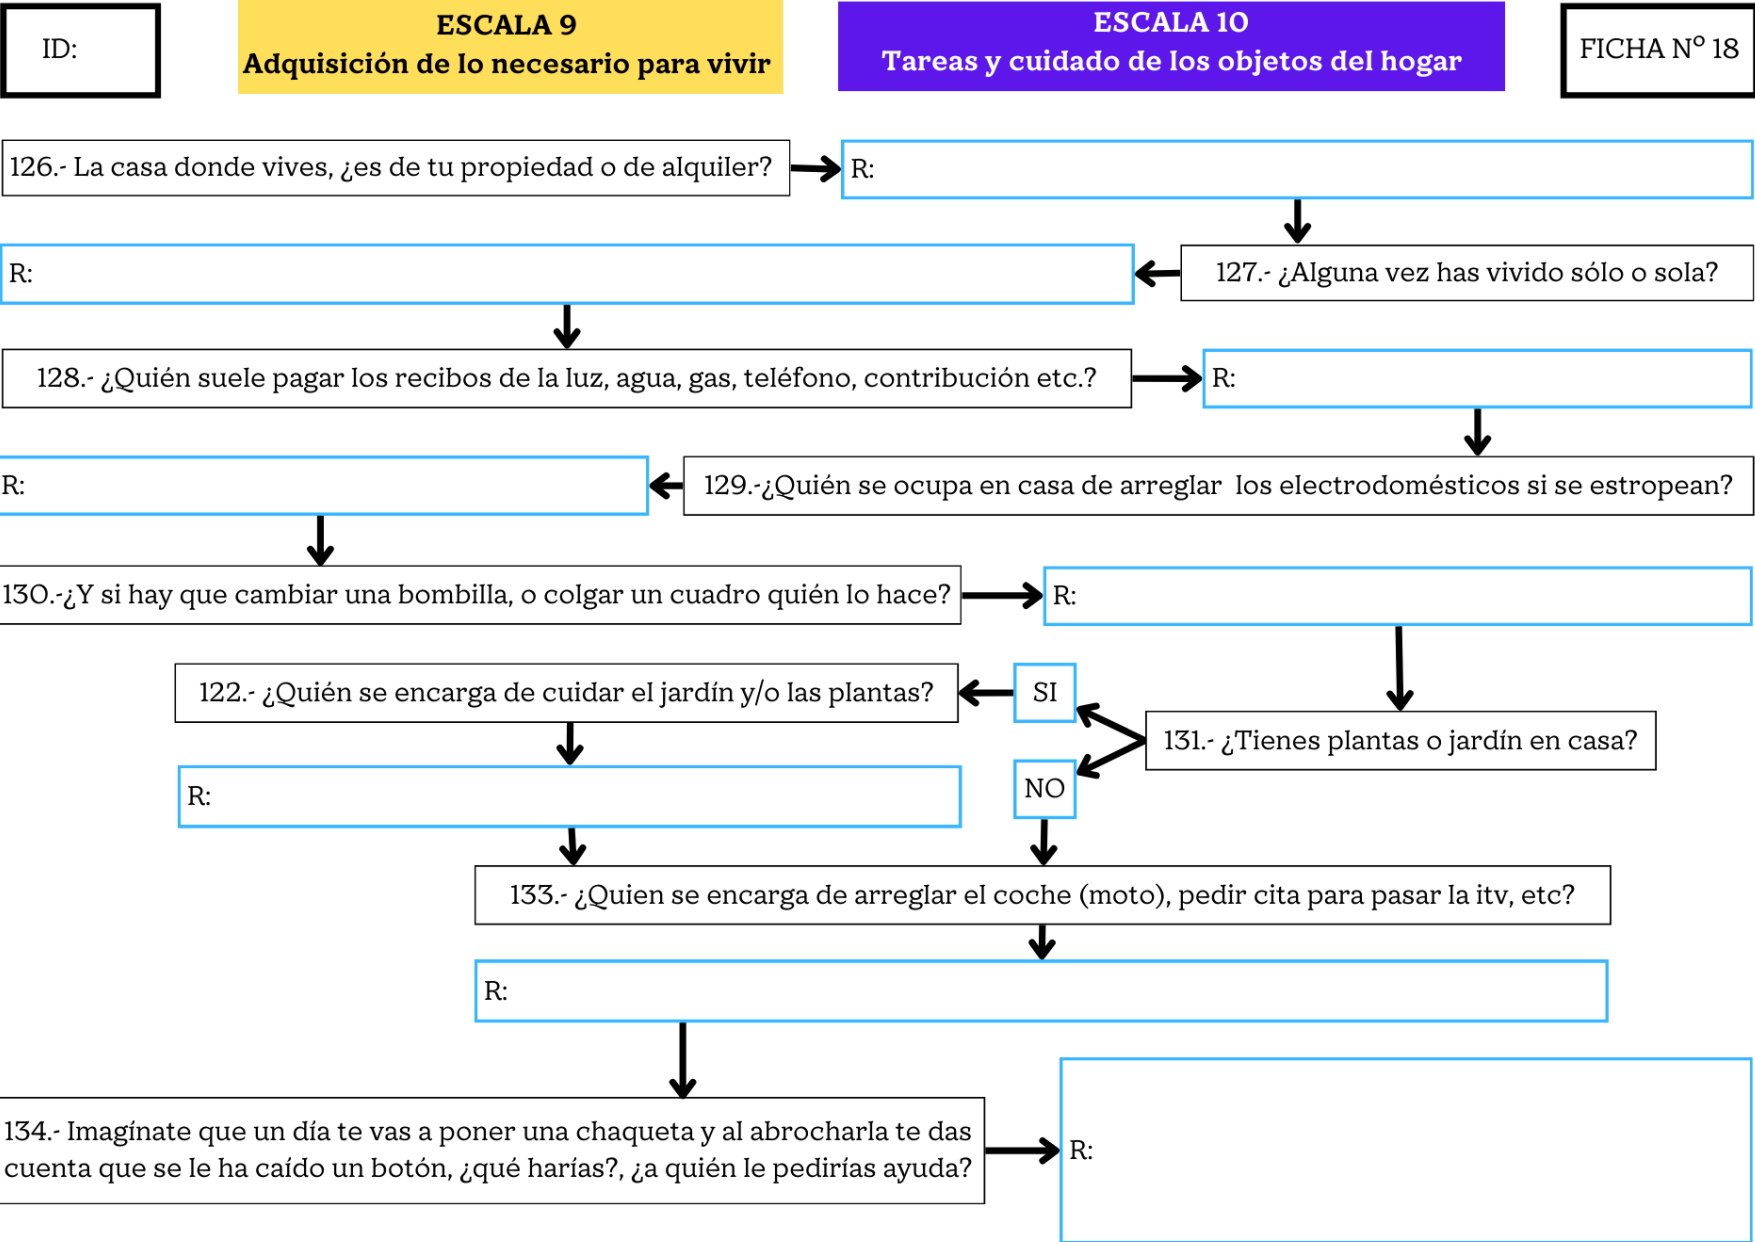 ID:
ESCALA 9
Adquisición de lo necesario para vivir
ESCALA 10
Tareas y cuidado de los objetos del hogar
FICHA Nº 18
126.- La casa donde vives, ¿es de tu propiedad o de alquiler?
R:
127.- ¿Alguna vez has vivido sólo o sola?
R:
128.- ¿Quién suele pagar los recibos de la luz, agua, gas, teléfono, contribución etc.?
R:
129.-¿Quién se ocupa en casa de arreglar  los electrodomésticos si se estropean?
R:
130.-¿Y si hay que cambiar una bombilla, o colgar un cuadro quién lo hace?
R:
131.- ¿Tienes plantas o jardín en casa?
SI
122.- ¿Quién se encarga de cuidar el jardín y/o las plantas?
R:
NO
133.- ¿Quien se encarga de arreglar el coche (moto), pedir cita para pasar la itv, etc?
R:
134.- Imagínate que un día te vas a poner una chaqueta y al abrocharla te das
cuenta que se le ha caído un botón, ¿qué harías?, ¿a quién le pedirías ayuda?
R: